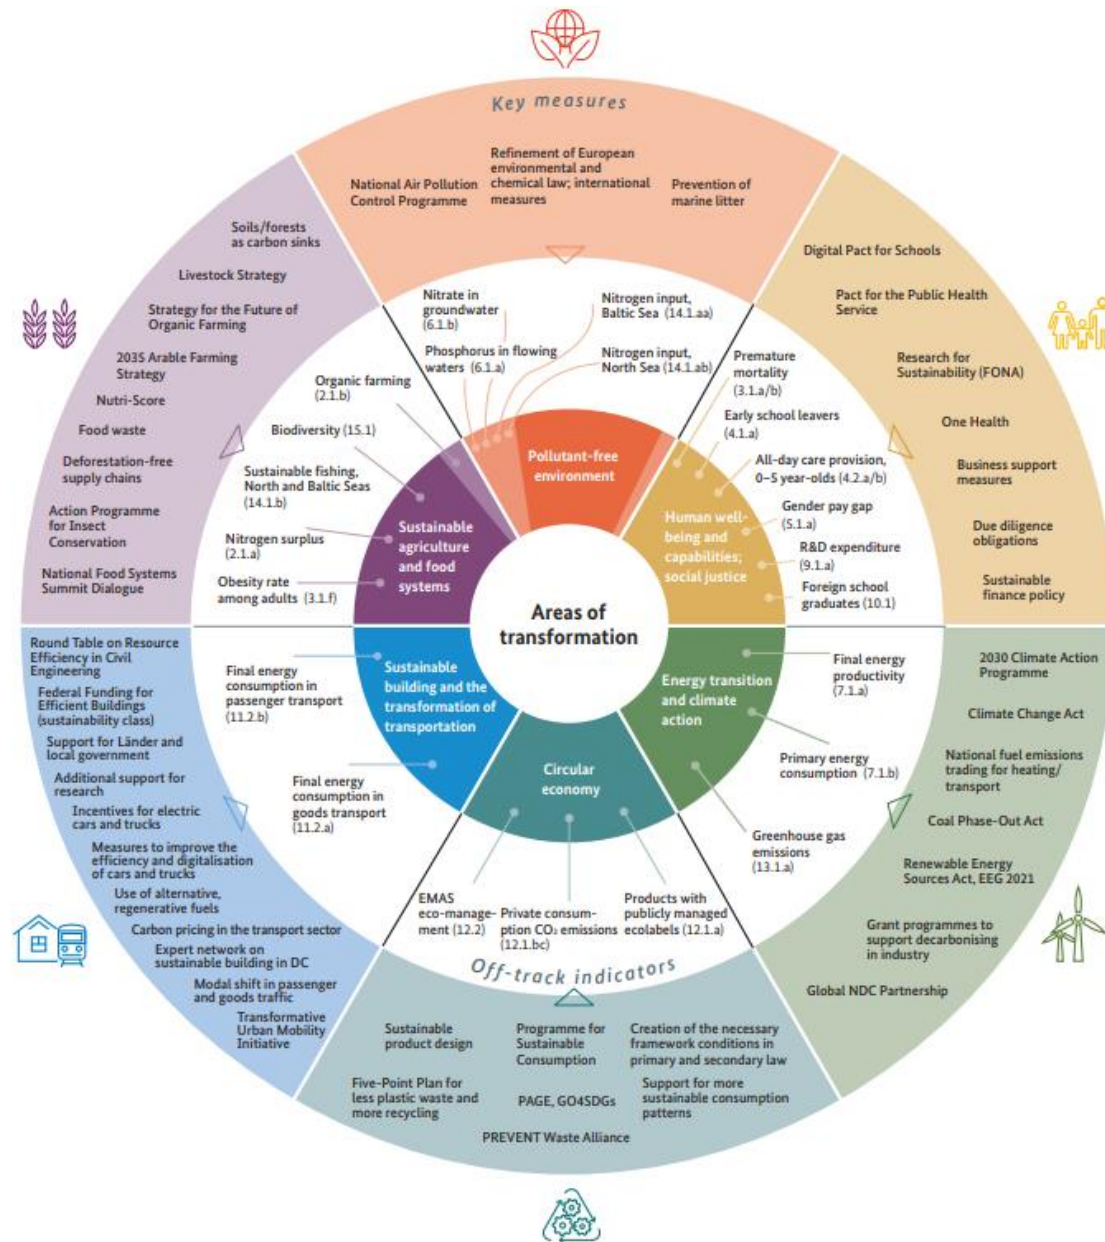 Key measures
National Air Pollution
Control Programme
Refinement of European
environmental and
chemical law; international
measures
Prevention of
marine litter
Digital Pact for Schools
Pact for the Public Health
Service
Research for
Sustainability (FONA)
One Health
Business support
measures
Due diligence
obligations
Sustainable
finance policy
2030 Climate Action
Programme
Climate Change Act
National fuel emissions
trading for heating/
transport
Coal Phase-Out Act
Renewable Energy
Sources Act, EEG 2021
Grant programmes to
support decarbonising
in industry
Global NDC Partnership
Sustainable
product design
Programme for
Sustainable
Consumption
Creation of the necessary
framework conditions in
primary and secondary law
Five-Point Plan for
less plastic waste and
more recycling
PAGE, GO4SDGs
Support for more
sustainable consumption
patterns
PREVENT Waste Alliance
Round Table on Resource
Efficiency in Civil
Engineering
Federal Funding for
Efficient Buildings
(sustainability class)
Support for Länder and
local government
Additional support for
research
Incentives for electric
cars and trucks
Measures to improve the
efficiency and digitalisation
of cars and trucks
Use of alternative,
regenerative fuels
Carbon pricing in the transport sector
Expert network on
sustainable building in DC
Modal shift in passenger
and goods traffic
Transformative
Urban Mobility
Initiative
Soils/forests
as carbon sinks
Livestock Strategy
Strategy for the Future of
Organic Farming
2035 Arable Farming
Strategy
Nutri-Score
Food waste
Deforestation-free
supply chains
Action Programme
for Insect
Conservation
National Food Systems
Summit Dialogue
Nitrate in
groundwater
(6.1.b)
Phosphorus in flowing
waters (6.1.a)
Nitrogen input,
Baltic Sea (14.1.aa)
Nitrogen input,
North Sea (14.1.ab)
Premature
mortality
(3.1.a/b)
Early school leavers
(4.1.a)
All-day care provision,
0–5 year-olds (4.2.a/b)
Gender pay gap
(5.1.a)
R&D expenditure
(9.1.a)
Foreign school
graduates (10.1)
Final energy
productivity
(7.1.a)
Primary energy
consumption (7.1.b)
Greenhouse gas
emissions
(13.1.a)
Products with
publicly managed
ecolabels (12.1.a)
Private consum-
ption CO₂ emissions
(12.1.bc)
EMAS
eco-manage-
ment (12.2)
Off-track indicators
Final energy
consumption in
goods transport
(11.2.a)
Final energy
consumption in
passenger transport
(11.2.b)
Obesity rate
among adults (3.1.f)
Nitrogen surplus
(2.1.a)
Sustainable fishing,
North and Baltic Seas
(14.1.b)
Biodiversity (15.1)
Organic farming
(2.1.b)
Pollutant-free
environment
Human well-
being and
capabilities;
social justice
Energy transition
and climate
action
Circular
economy
Sustainable
building and the
transformation of
transportation
Sustainable
agriculture
and food
systems
Areas of
transformation